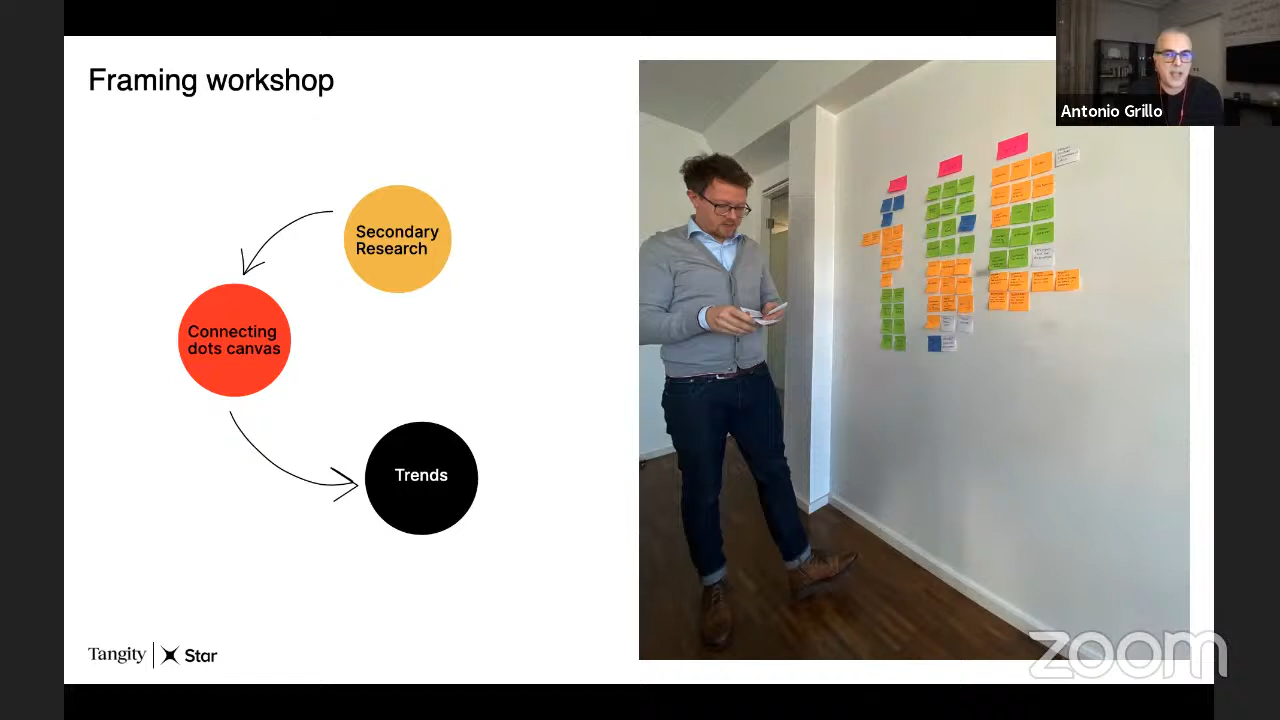 Framing workshop
Antonio Grillo
Secondary
Research
Connecting
dots canvas
Trends
Tangity | Star
zoom